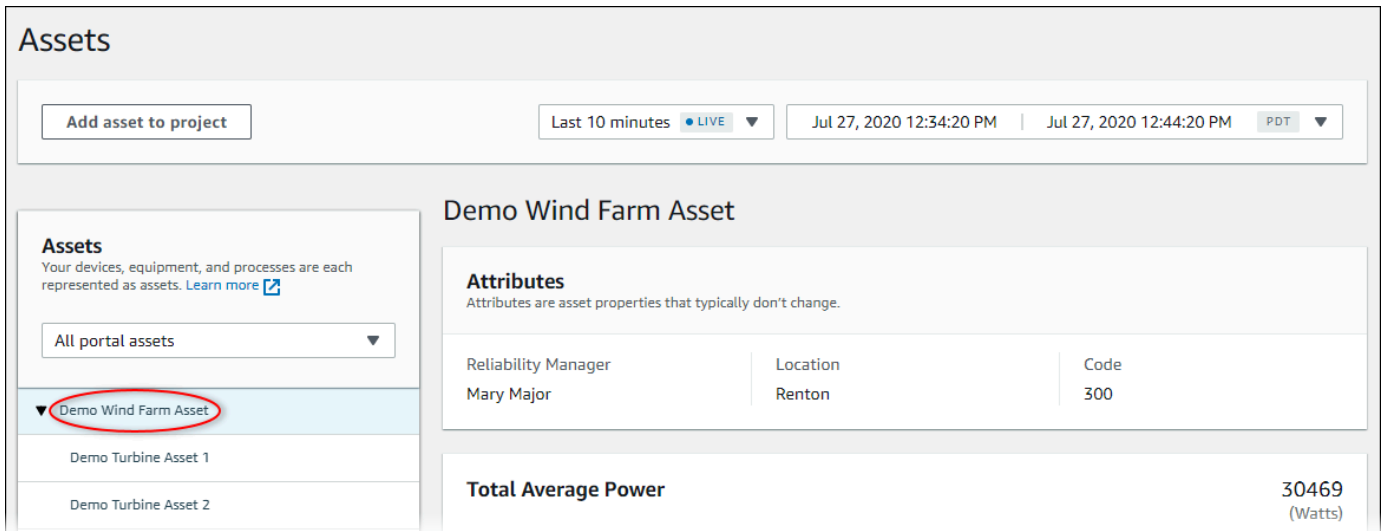 Assets
Add asset to project
Last 10 minutes ● LIVE ▼
Jul 27, 2020 12:34:20 PM | Jul 27, 2020 12:44:20 PM PDT ▼
Assets
Your devices, equipment, and processes are each
represented as assets. Learn more
All portal assets ▼
▼ Demo Wind Farm Asset
Demo Turbine Asset 1
Demo Turbine Asset 2
Demo Wind Farm Asset
Attributes
Attributes are asset properties that typically don't change.
Reliability Manager
Mary Major
Location
Renton
Code
300
Total Average Power
30469
(Watts)